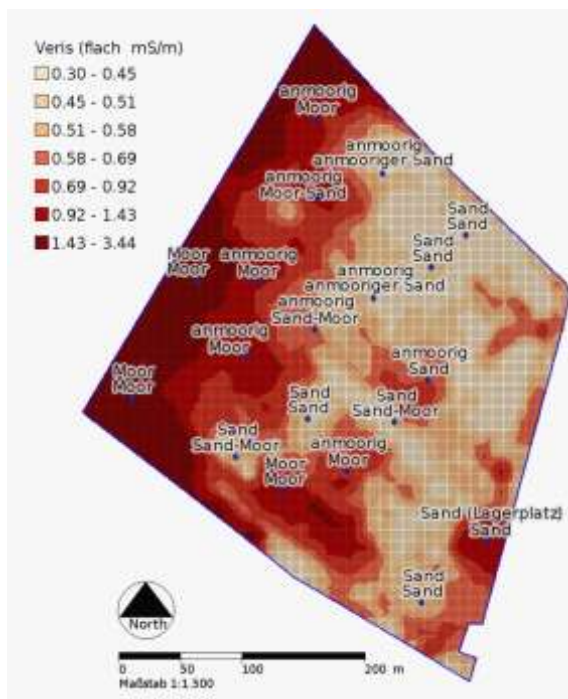 Veris (flach mS/m)
0.30 - 0.45
0.45 - 0.51
0.51 - 0.58
0.58 - 0.69
0.69 - 0.92
0.92 - 1.43
1.43 - 3.44
anmoorig
Moor
anmoorig
anmooriger Sand
anmoorig
Moor-Sand
Sand
Sand
Sand
Sand
Moor
Moor
anmoorig
Moor
anmoorig
anmooriger Sand
anmoorig
Sand-Moor
anmoorig
Moor
anmoorig
Sand
Moor
Moor
Sand
Sand
Sand
Sand-Moor
Sand
Sand-Moor
anmoorig
Moor
Moor
Moor
Sand (Lagerplatz)
Sand
Sand
Sand
North
0 50 100 200 m
Maßstab 1:1.300